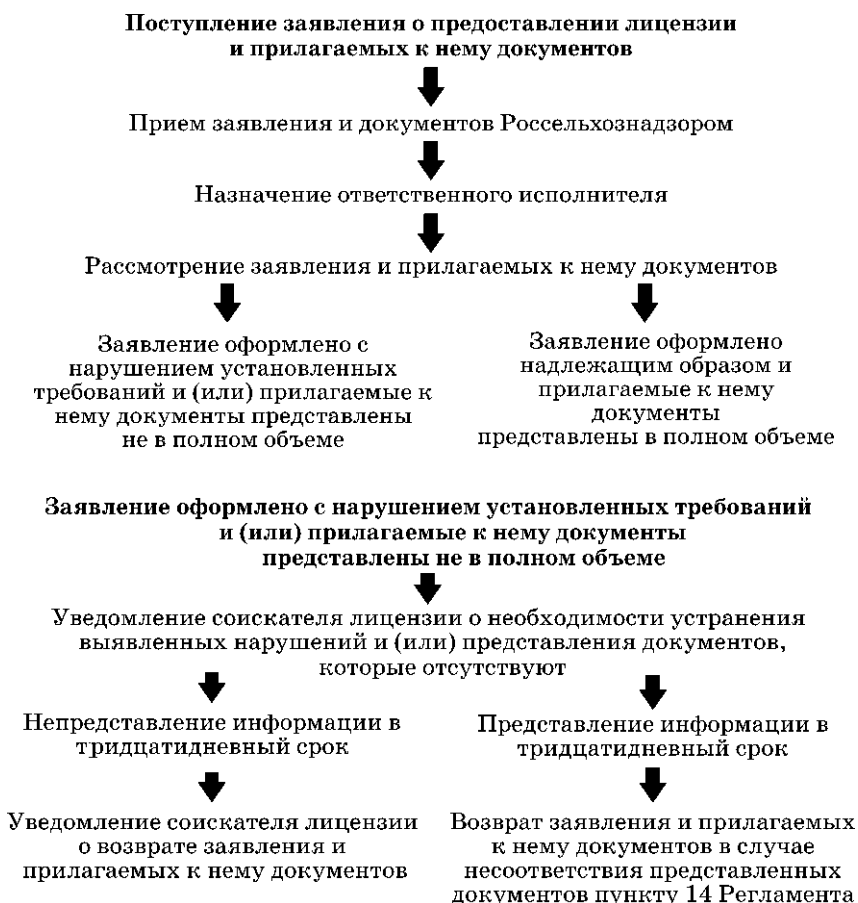 Поступление заявления о предоставлении лицензии
и прилагаемых к нему документов
Прием заявления и документов Россельхознадзором
Назначение ответственного исполнителя
Рассмотрение заявления и прилагаемых к нему документов
Заявление оформлено с
нарушением установленных
требований и (или) прилагаемые к
нему документы представлены
не в полном объеме
Заявление оформлено
надлежащим образом и
прилагаемые к нему
документы
представлены в полном объеме
Заявление оформлено с нарушением установленных требований
и (или) прилагаемые к нему документы
представлены не в полном объеме
Уведомление соискателя лицензии о необходимости устранения
выявленных нарушений и (или) представления документов,
которые отсутствуют
Непредставление информации в
тридцатидневный срок
Представление информации в
тридцатидневный срок
Уведомление соискателя лицензии
о возврате заявления и
прилагаемых к нему документов
Возврат заявления и прилагаемых
к нему документов в случае
несоответствия представленных
документов пункту 14 Регламента